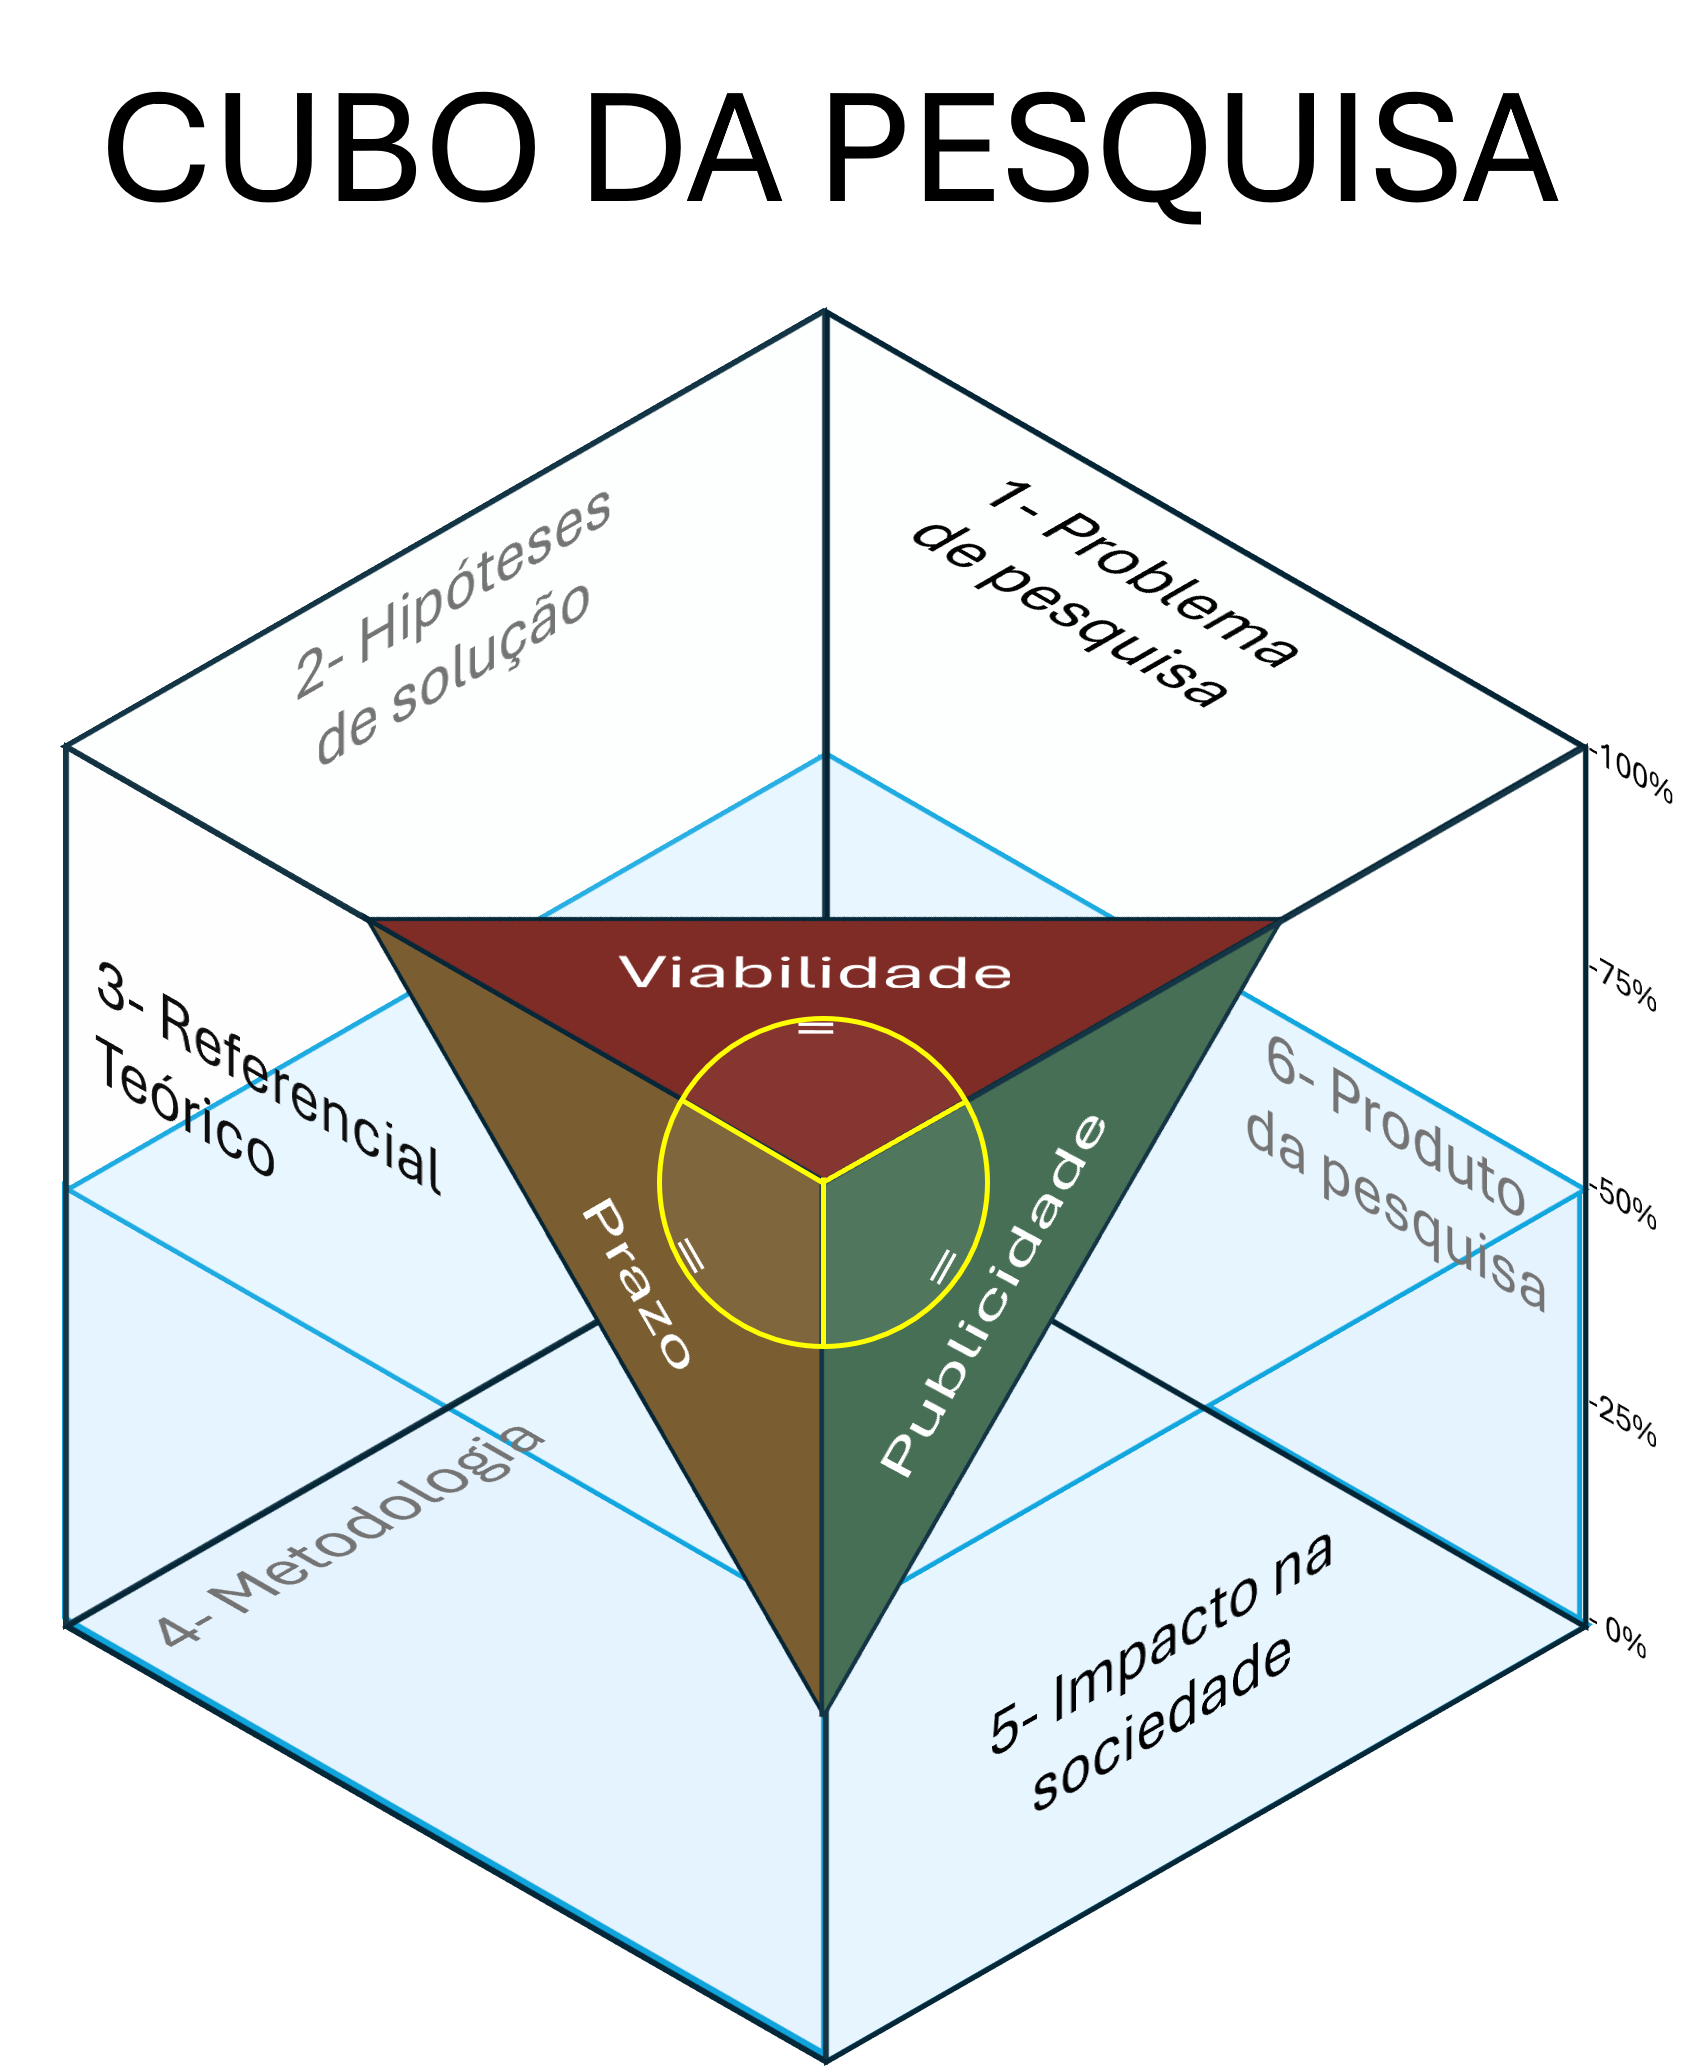 CUBO DA PESQUISA
1- Problema
de pesquisa
2- Hipóteses
de solução
100%
75%
50%
25%
0%
Viabilidade
=
3- Referencial
Teórico
6- Produto
da pesquisa
Prazo
=
Publicidade
=
4- Metodologia
5- Impacto na
sociedade